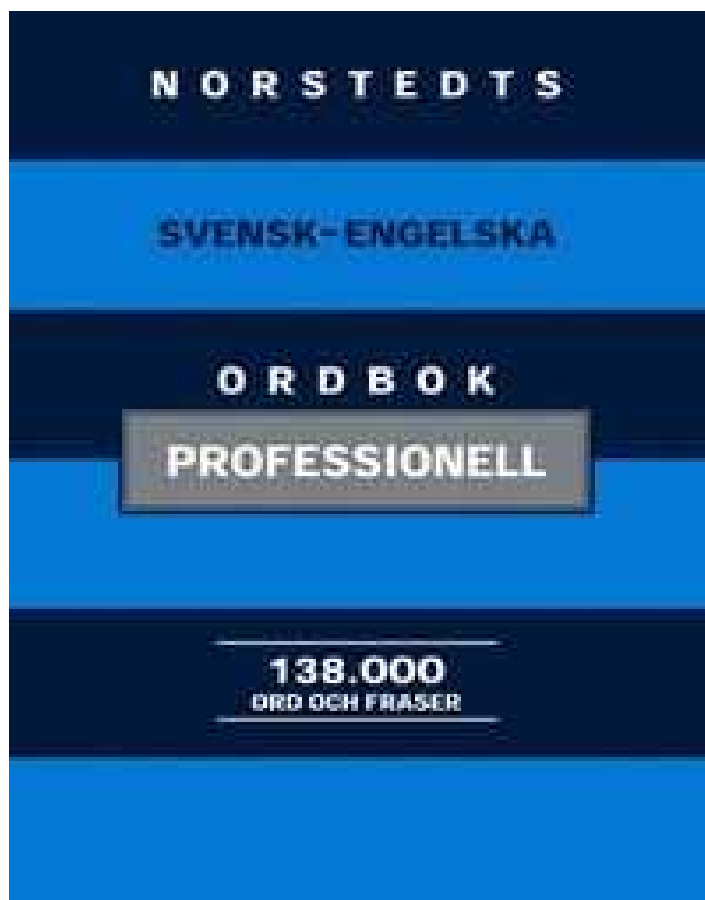 NORSTEDTS
SVENSK-ENGELSKA
ORDBOK
PROFESSIONELL
138.000
ORD OCH FRASER